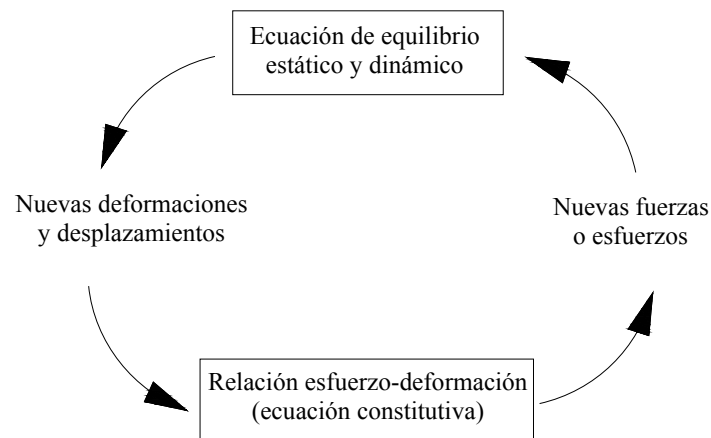 Ecuación de equilibrio
estático y dinámico
Nuevas deformaciones
y desplazamientos
Nuevas fuerzas
o esfuerzos
Relación esfuerzo-deformación
(ecuación constitutiva)